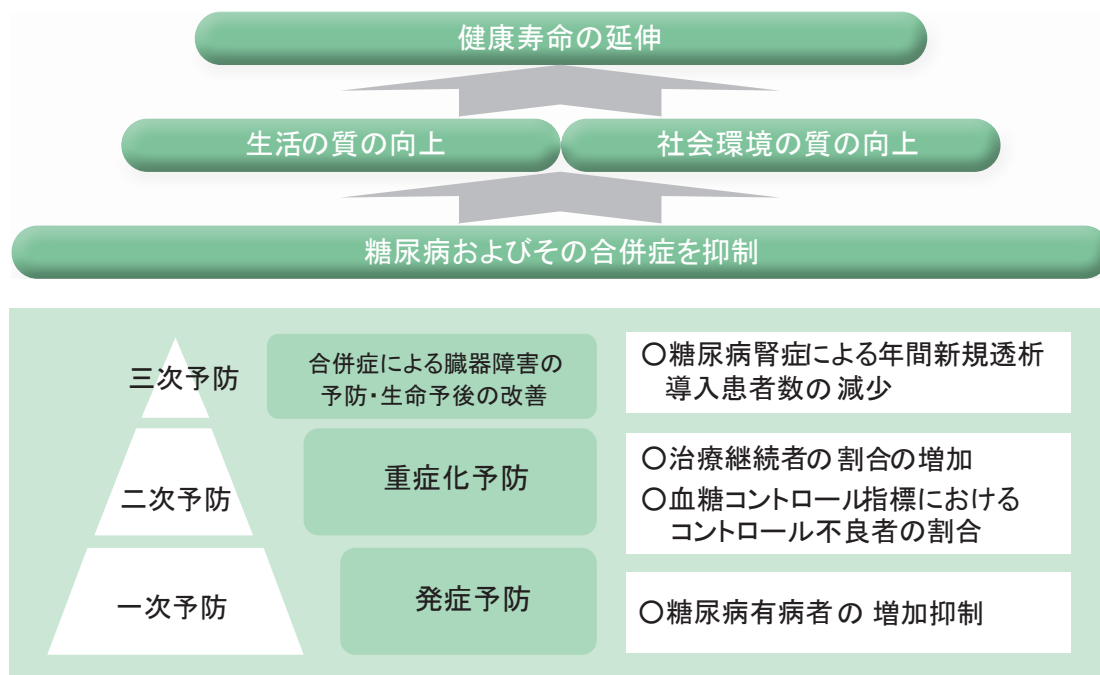 健康寿命の延伸
生活の質の向上
社会環境の質の向上
糖尿病およびその合併症を抑制
三次予防
合併症による臓器障害の
予防・生命予後の改善
〇糖尿病腎症による年間新規透析
導入患者数の減少
二次予防
重症化予防
〇治療継続者の割合の増加
〇血糖コントロール指標における
コントロール不良者の割合
一次予防
発症予防
〇糖尿病有病者の増加抑制